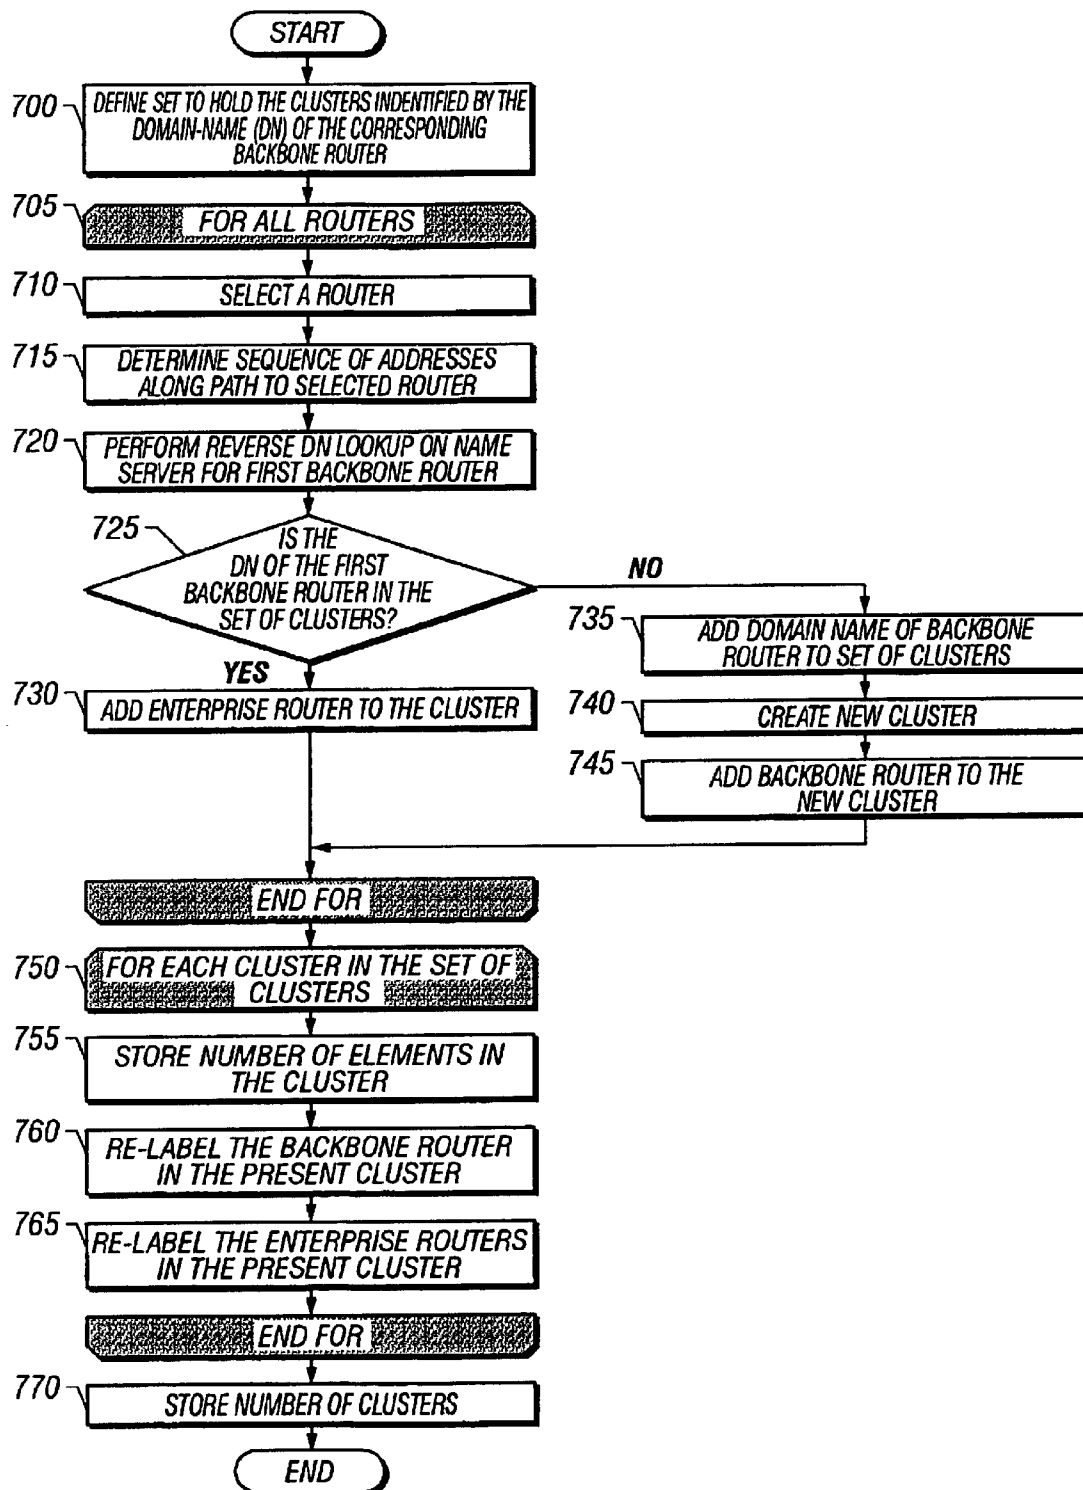 START
700
DEFINE SET TO HOLD THE CLUSTERS INDENTIFIED BY THE
DOMAIN-NAME (DN) OF THE CORRESPONDING
BACKBONE ROUTER
705
FOR ALL ROUTERS
710
SELECT A ROUTER
715
DETERMINE SEQUENCE OF ADDRESSES
ALONG PATH TO SELECTED ROUTER
720
PERFORM REVERSE DN LOOKUP ON NAME
SERVER FOR FIRST BACKBONE ROUTER
725
IS THE
DN OF THE FIRST
BACKBONE ROUTER IN THE
SET OF CLUSTERS?
NO
YES
730
ADD ENTERPRISE ROUTER TO THE CLUSTER
735
ADD DOMAIN NAME OF BACKBONE
ROUTER TO SET OF CLUSTERS
740
CREATE NEW CLUSTER
745
ADD BACKBONE ROUTER TO THE
NEW CLUSTER
END FOR
750
FOR EACH CLUSTER IN THE SET OF
CLUSTERS
755
STORE NUMBER OF ELEMENTS IN
THE CLUSTER
760
RE-LABEL THE BACKBONE ROUTER
IN THE PRESENT CLUSTER
765
RE-LABEL THE ENTERPRISE ROUTERS
IN THE PRESENT CLUSTER
END FOR
770
STORE NUMBER OF CLUSTERS
END